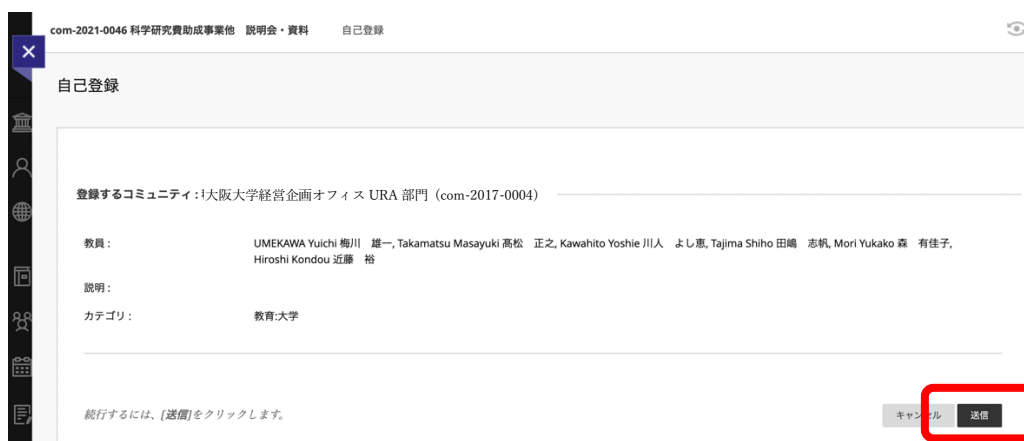 com-2021-0046 科学研究費助成事業他　説明会・資料　自己登録
自己登録
登録するコミュニティ : 大阪大学経営企画オフィス URA 部門（com-2017-0004）
教員 : UMEKAWA Yuichi 梅川　雄一, Takamatsu Masayuki 髙松　正之, Kawahito Yoshie 川人　よし恵, Tajima Shiho 田嶋　志帆, Mori Yukako 森　有佳子,
Hiroshi Kondou 近藤　裕
説明 :
カテゴリ : 教育:大学
続行するには、[送信]をクリックします。
キャンセル　送信